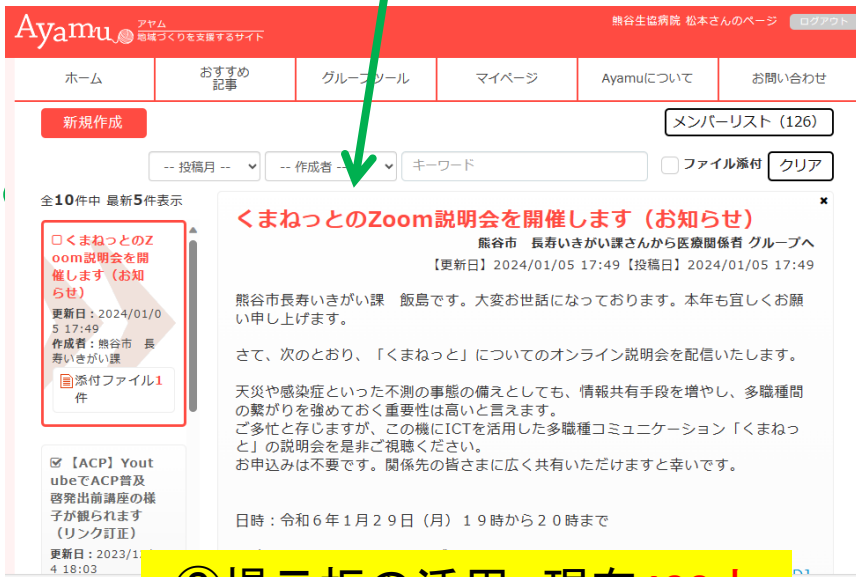 Ayamu
アヤム
地域づくりを支援するサイト
熊谷生協病院 松本さんのページ
ログアウト
ホーム
おすすめ
記事
グループツール
マイページ
Ayamuについて
お問い合わせ
新規作成
メンバーリスト（126）
-- 投稿月 --
-- 作成者 --
キーワード
ファイル添付
クリア
全10件中 最新5件表示
□くまねっとのZ
oom説明会を開
催します（お知
らせ）
更新日：2024/01/0
5 17:49
作成者：熊谷市　長
寿いきがい課
添付ファイル1
件
☑【ACP】Yout
ubeでACP普及
啓発出前講座の様
子が観られます
（リンク訂正）
更新日：2023/1
4 18:03
くまねっとのZoom説明会を開催します（お知らせ）
熊谷市　長寿いきがい課さんから医療関係者 グループへ
【更新日】2024/01/05 17:49【投稿日】2024/01/05 17:49
熊谷市長寿いきがい課　飯島です。大変お世話になっております。本年も宜しくお願
い申し上げます。
さて、次のとおり、「くまねっと」についてのオンライン説明会を配信いたします。
天災や感染症といった不測の事態の備えとしても、情報共有手段を増やし、多職種間
の繋がりを強めておく重要性は高いと言えます。
ご多忙と存じますが、この機にICTを活用した多職種コミュニケーション「くまねっ
と」の説明会を是非ご視聴ください。
お申込みは不要です。関係先の皆さまに広く共有いただけますと幸いです。
日時：令和６年１月２９日（月）１９時から２０時まで